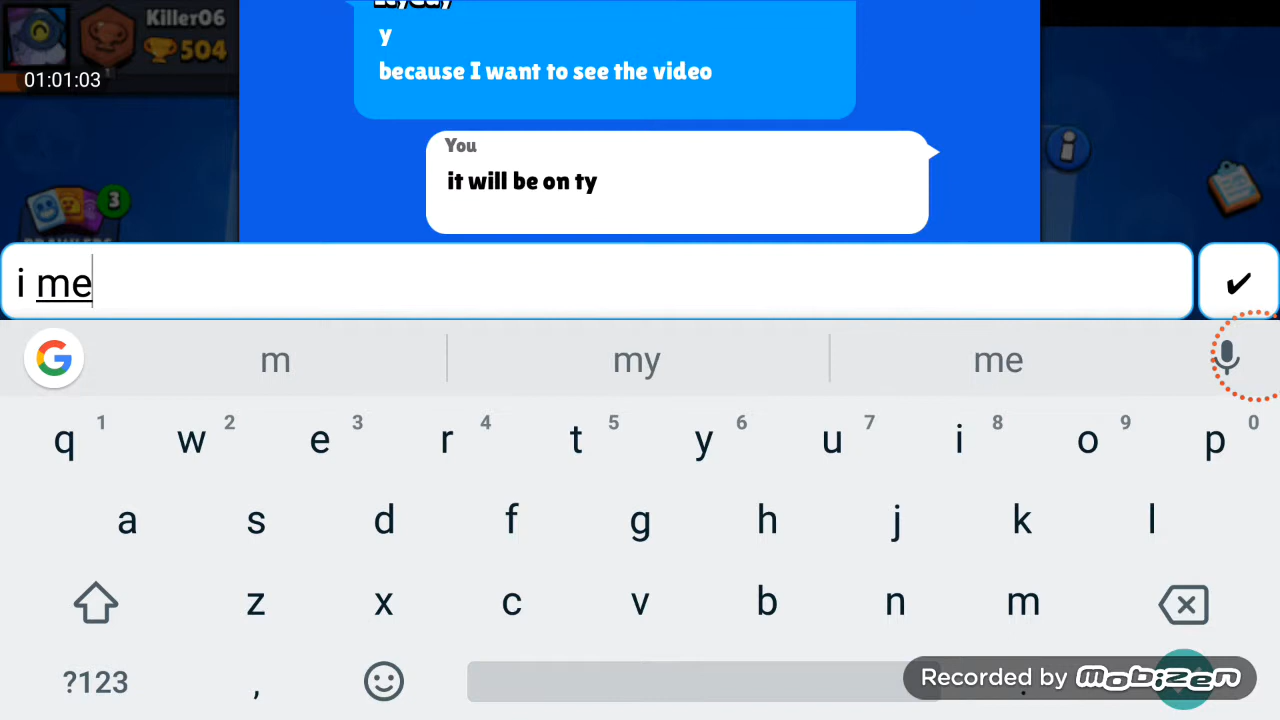 Killer06
504
01:01:03
y
because I want to see the video
You
it will be on ty
3
i me
✔
G
m my me
q 1 w 2 e 3 r 4 t 5 y 6 u 7 i 8 o 9 p 0
a s d f g h j k l
z x c v b n m
?123 , .
Recorded by mobizen